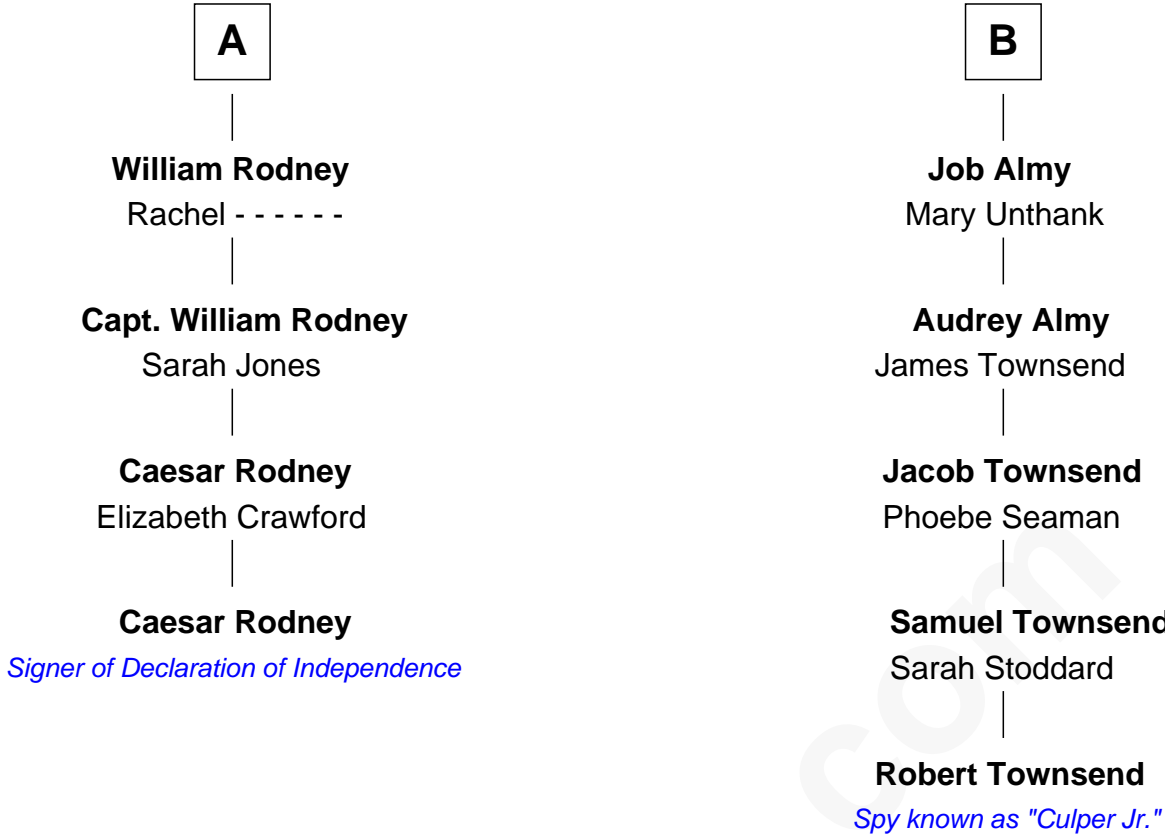 A
William Rodney
Rachel - - - - - -
Capt. William Rodney
Sarah Jones
Caesar Rodney
Elizabeth Crawford
Caesar Rodney
Signer of Declaration of Independence
B
Job Almy
Mary Unthank
Audrey Almy
James Townsend
Jacob Townsend
Phoebe Seaman
Samuel Townsend
Sarah Stoddard
Robert Townsend
Spy known as "Culper Jr."
com